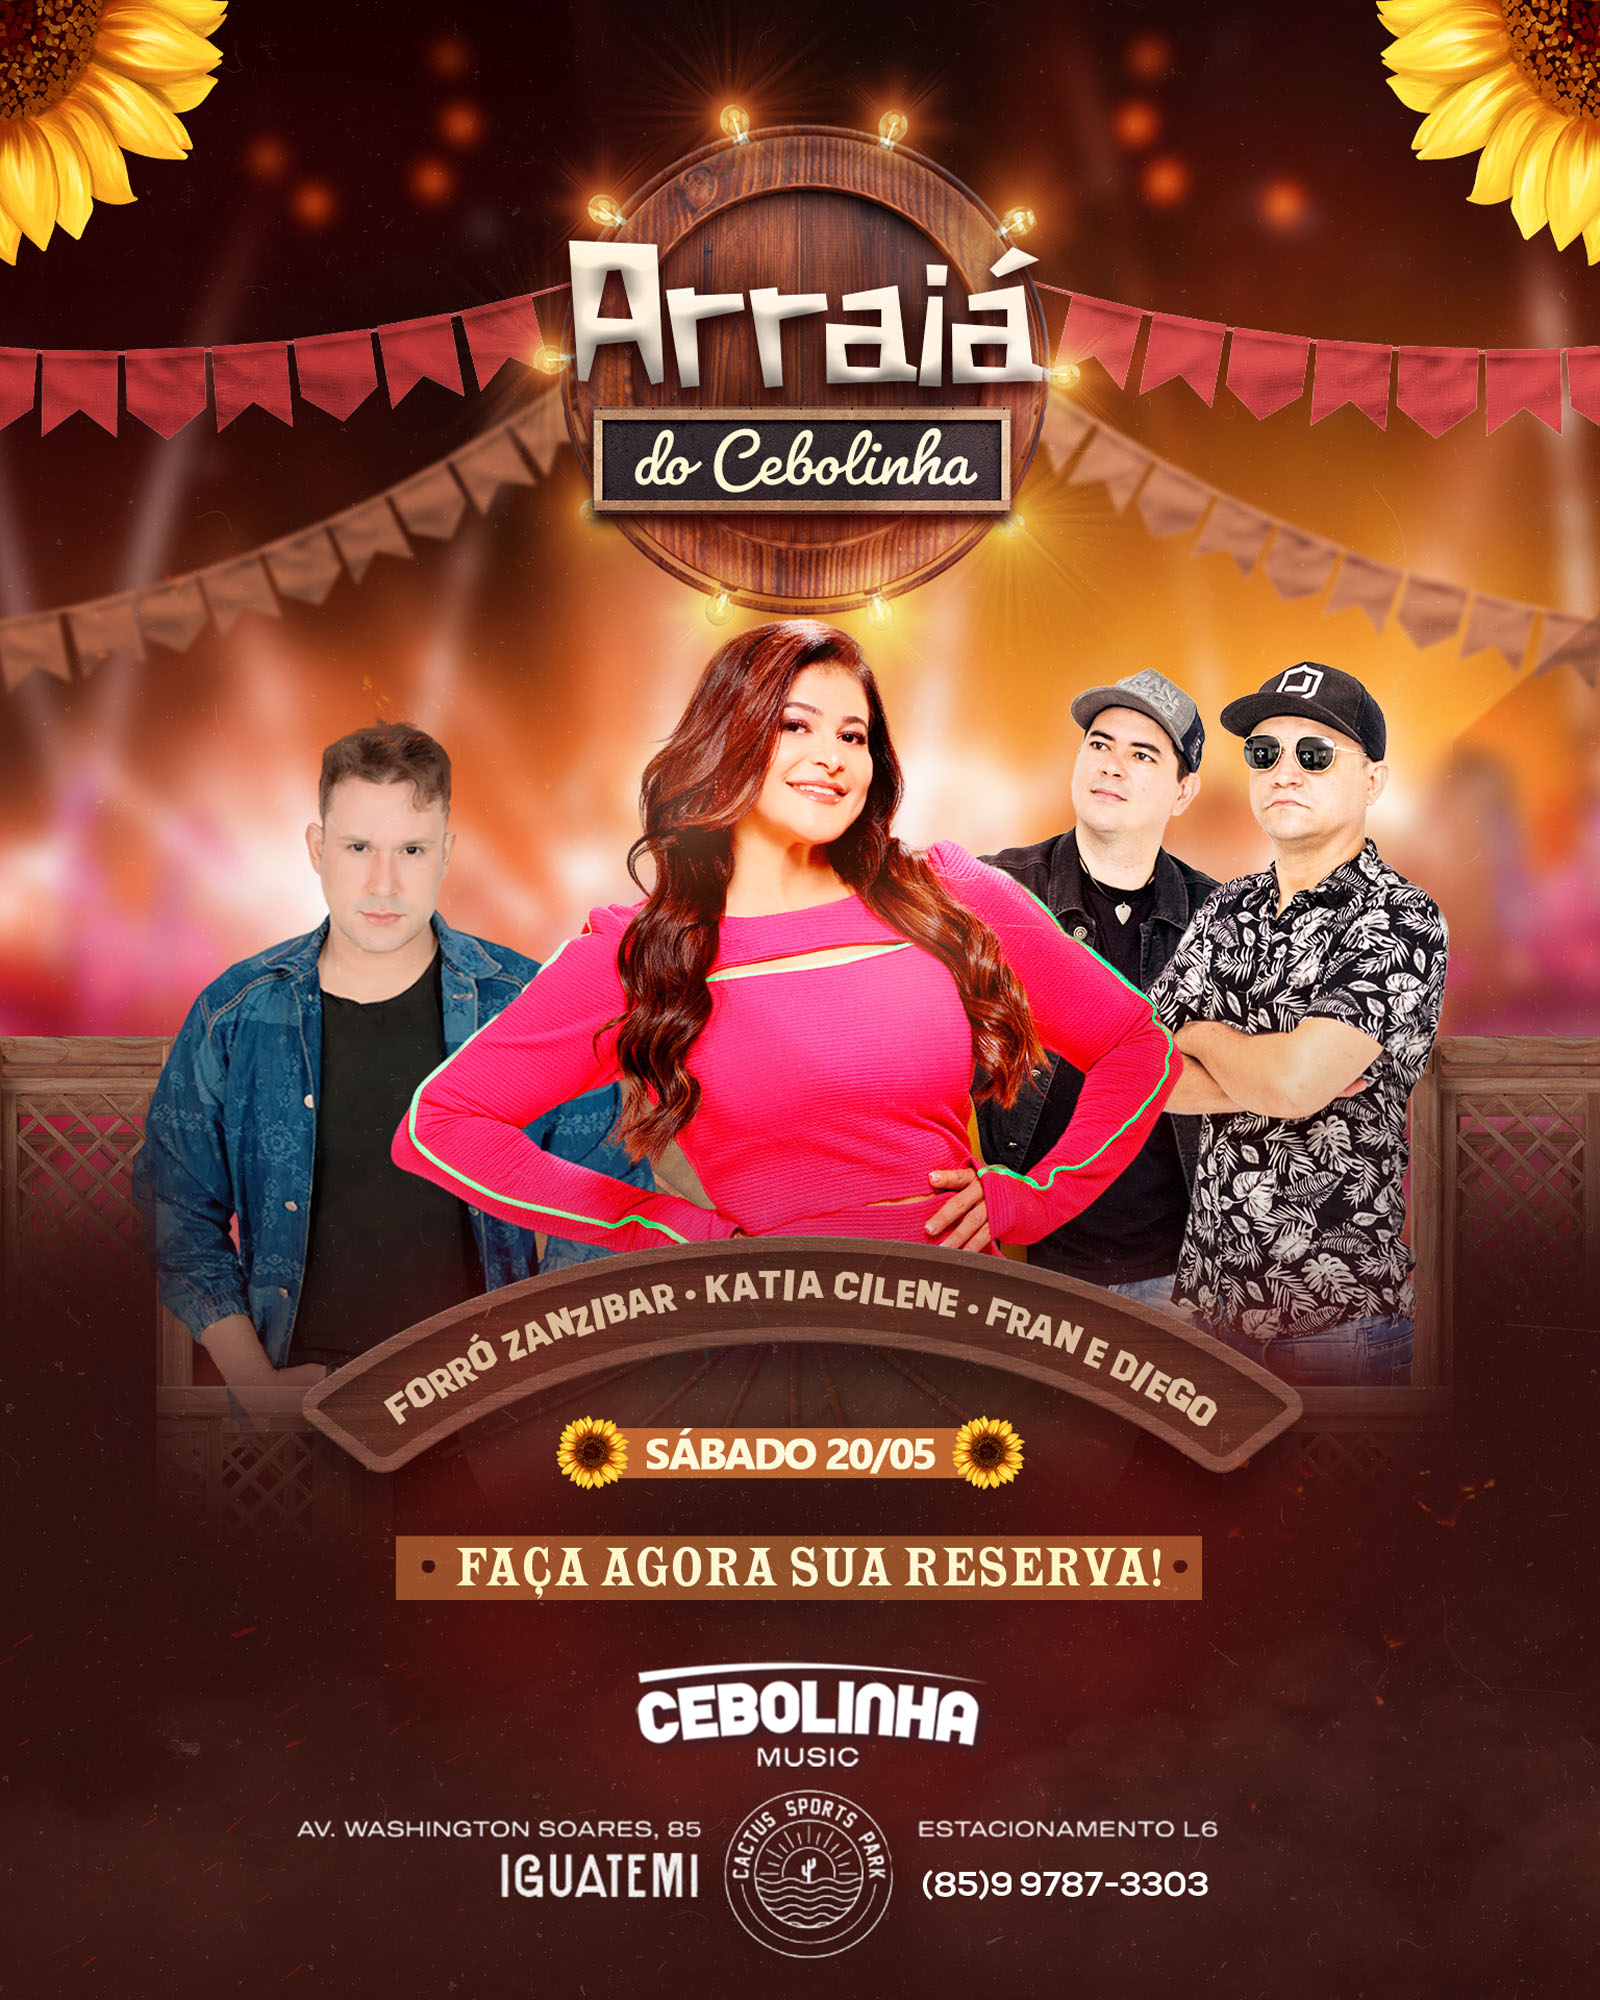 Arraiá
do Cebolinha
FORRÓ ZANZIBAR • KATIA CILENE • FRAN E DIEGO
SÁBADO 20/05
• FAÇA AGORA SUA RESERVA! •
CEBOLINHA
MUSIC
AV. WASHINGTON SOARES, 85
IGUATEMI
CACTUS SPORTS PARK
ESTACIONAMENTO L6
(85)9 9787-3303